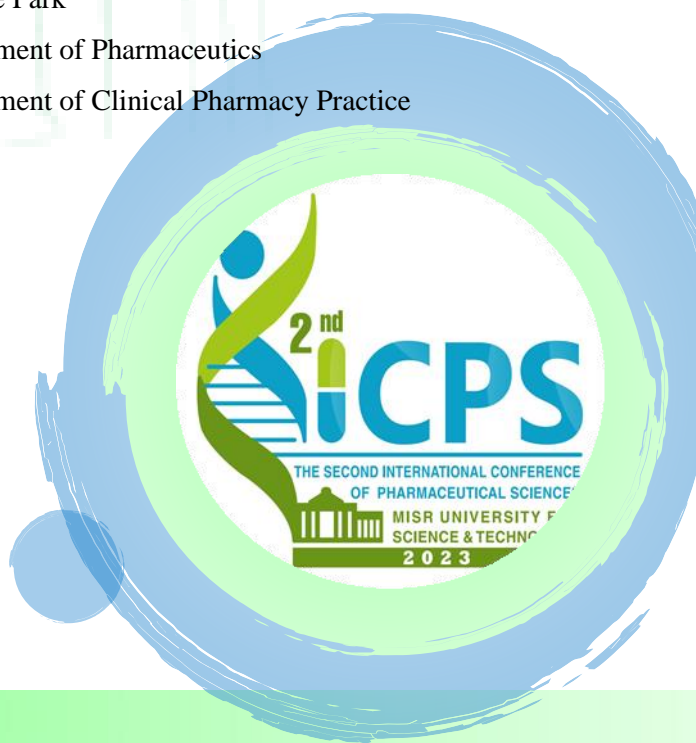 e Park
ment of Pharmaceutics
ment of Clinical Pharmacy Practice
2nd
iCPS
THE SECOND INTERNATIONAL CONFERENCE
OF PHARMACEUTICAL SCIENCE
MISR UNIVERSITY F
SCIENCE & TECHNO
2023